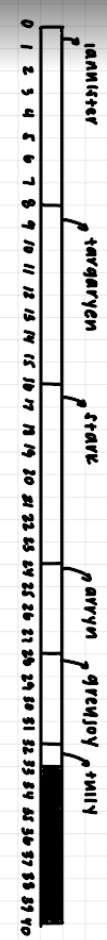 lannister targaryen stark arryn greyjoy tully
0 1 2 3 4 5 6 7 8 9 10 11 12 13 14 15 16 17 18 19 20 21 22 23 24 25 26 27 28 29 30 31 32 33 34 35 36 37 38 39 40